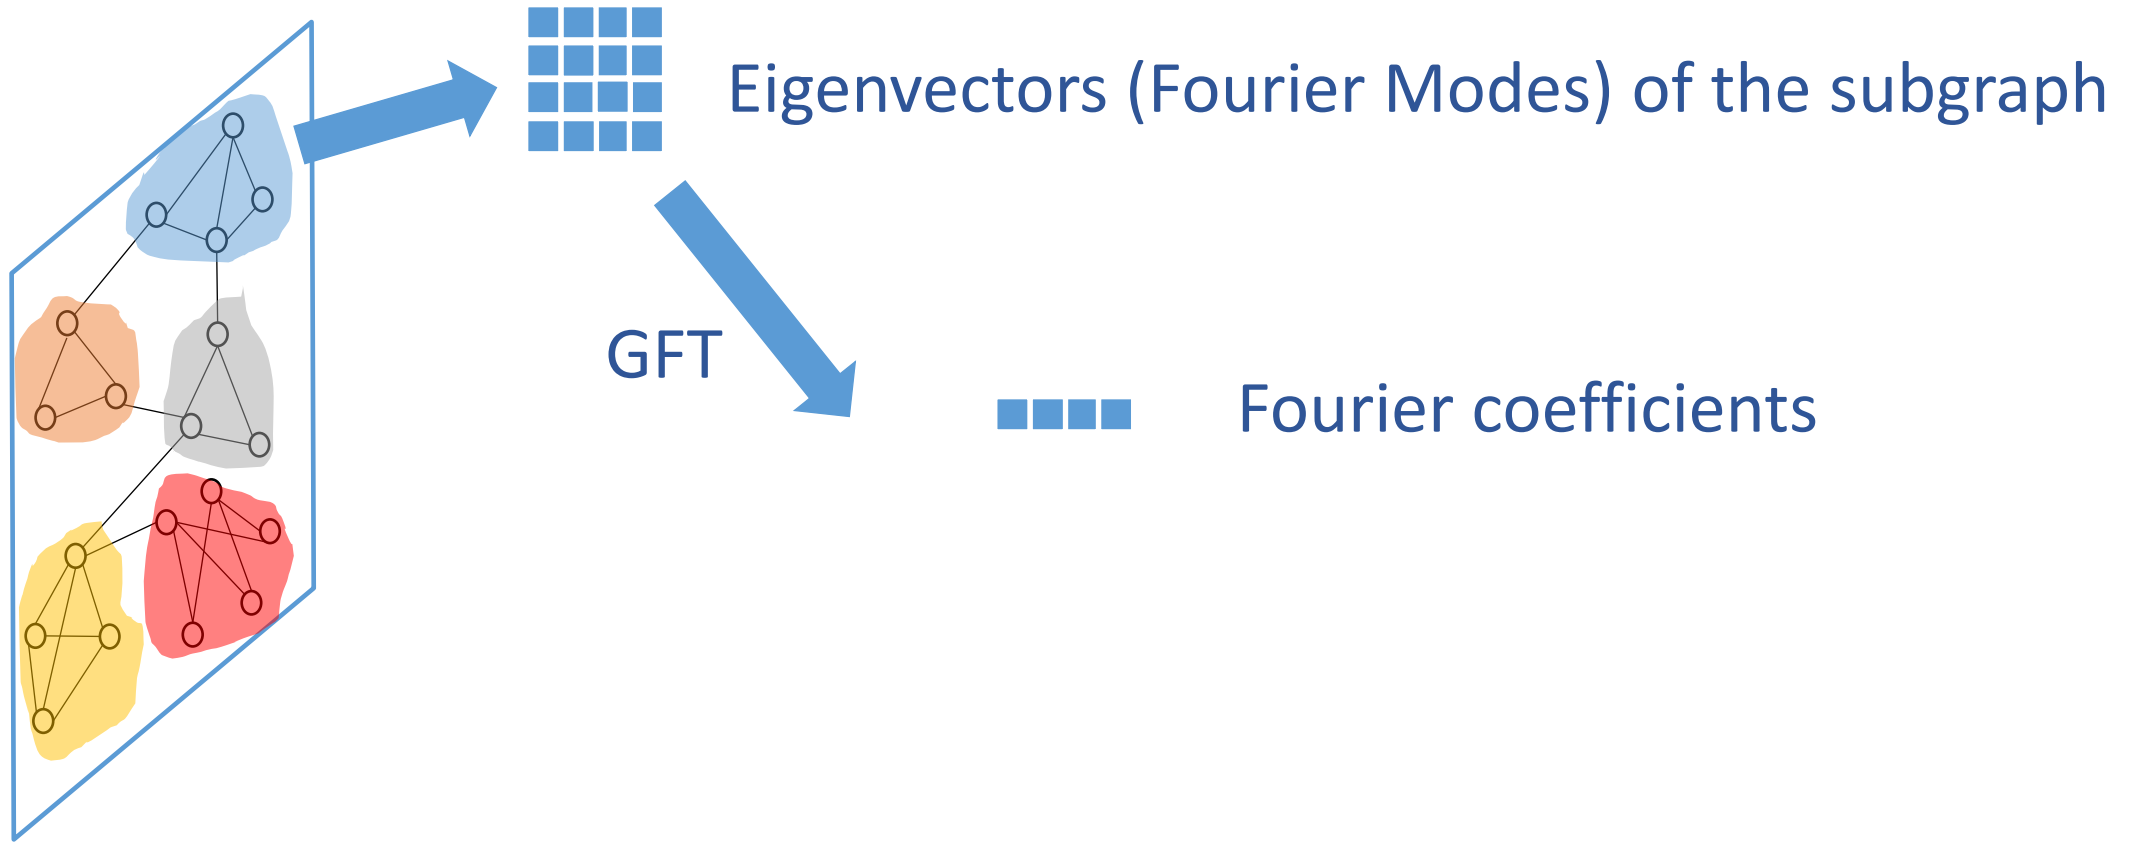 Eigenvectors (Fourier Modes) of the subgraph
GFT
Fourier coefficients